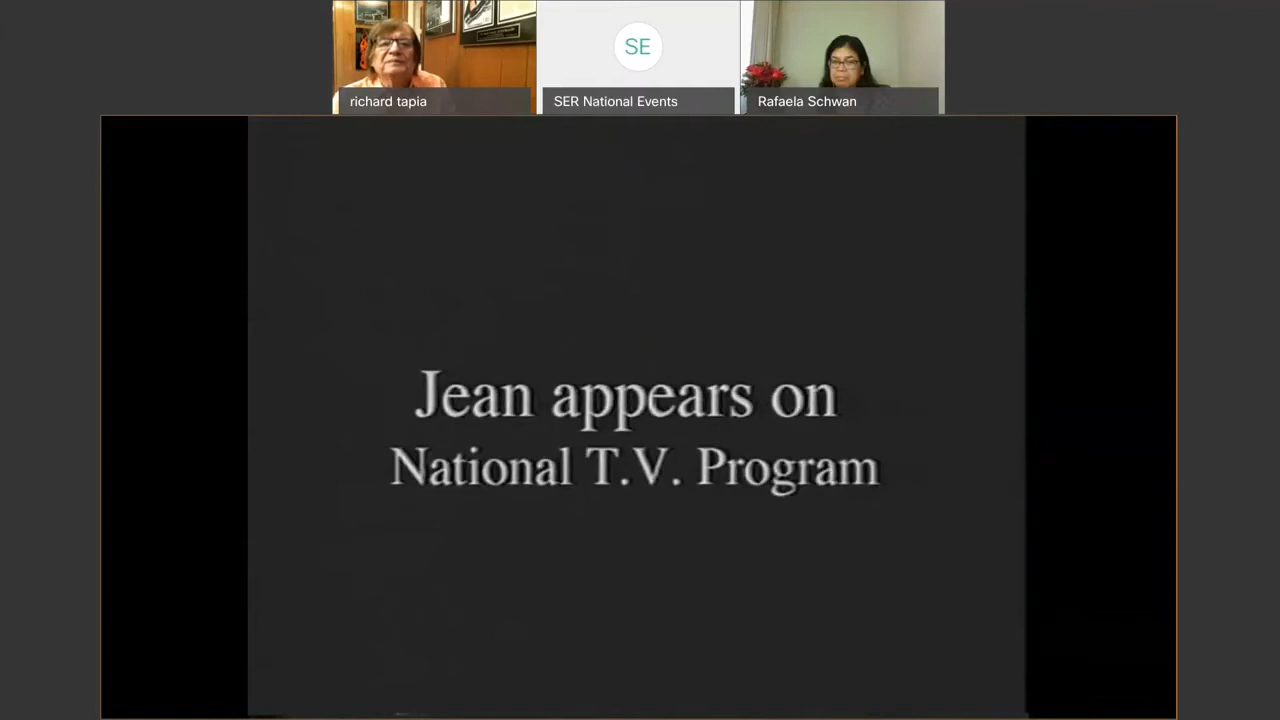 richard tapia
SE
SER National Events
Rafaela Schwan
Jean appears on
National T.V. Program